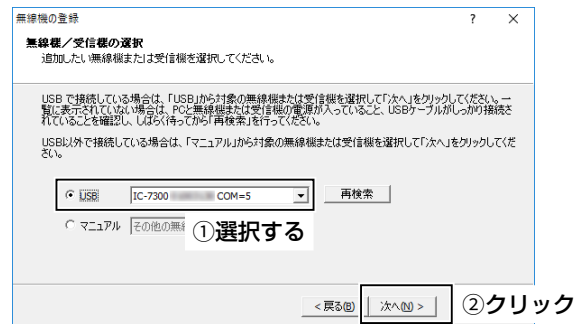 無線機の登録 ? ×
無線機／受信機の選択
追加したい無線機または受信機を選択してください。
USB で接続している場合は、「USB」から対象の無線機または受信機を選択して「次へ」をクリックしてください。一
覧に表示されていない場合は、PCと無線機または受信機の電源が入っていること、USBケーブルがしっかり接続さ
れていることを確認し、しばらく待ってから「再検索」を行ってください。
USB以外で接続している場合は、「マニュアル」から対象の無線機または受信機を選択して「次へ」をクリックしてくだ
さい。
USB IC-7300 COM=5 再検索
マニュアル その他の無線
①選択する
< 戻る(B) 次へ(N) > ②クリック